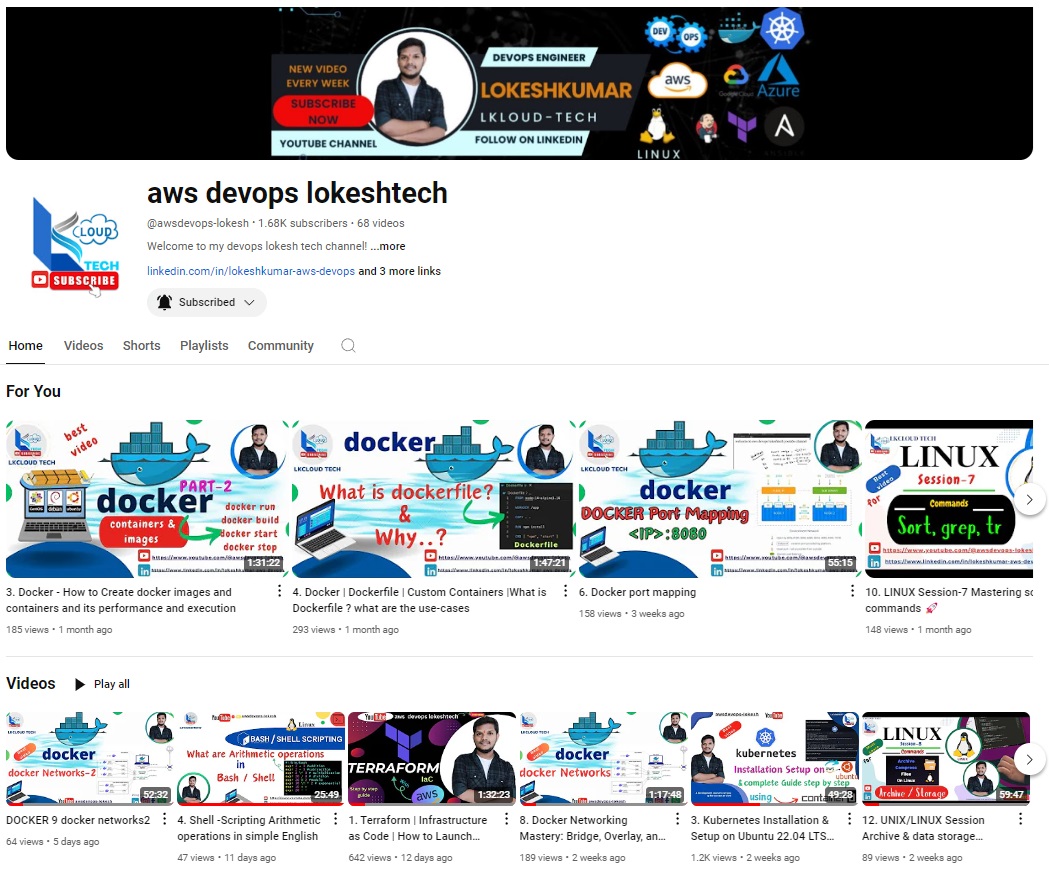 NEW VIDEO
EVERY WEEK
SUBSCRIBE
NOW
YOUTUBE CHANNEL
DEVOPS ENGINEER
LOKESHKUMAR
LKLOUD-TECH
FOLLOW ON LINKEDIN
DEV
OPS
aws
Azure
LINUX
CLOUD
TECH
SUBSCRIBE
aws devops lokeshtech
@awsdevops-lokesh • 1.68K subscribers • 68 videos
Welcome to my devops lokesh tech channel! ...more
linkedin.com/in/lokeshkumar-aws-devops and 3 more links
Subscribed
Home Videos Shorts Playlists Community
For You
best
video
LKCLOUD TECH
docker
PART-2
containers &
images
docker run
docker build
docker start
docker stop
1:31:22
docker
LKCLOUD TECH
What is dockerfile?
&
Why..?
Dockerfile
1:47:21
LKCLOUD TECH
docker
DOCKER Port Mapping
<IP>:8080
55:15
LKCLOUD TECH
LINUX
Session-7
Best
Video
for
Commands
Sort, grep, tr
3. Docker - How to Create docker images and
containers and its performance and execution
185 views • 1 month ago
4. Docker | Dockerfile | Custom Containers |What is
Dockerfile ? what are the use-cases
293 views • 1 month ago
6. Docker port mapping
158 views • 3 weeks ago
10. LINUX Session-7 Mastering so
commands 🚀
148 views • 1 month ago
Videos Play all
docker
docker Networks-2
52:32
Linux
BASH / SHELL SCRIPTING
What are Arithmetic operations
in
Bash / Shell
25:49
YouTube aws devops lokeshtech
TERRAFORM
IaC
Step by step
guide
aws
1:32:23
docker
docker Networks
1:17:48
YouTube
kubernetes
Installation Setup on
ubuntu
& complete Guide step by step
using
49:28
LINUX
Session-8
Commands
Archive
Compress
Files
On Linux
Archive / Storage
59:47
DOCKER 9 docker networks2
64 views • 5 days ago
4. Shell -Scripting Arithmetic
operations in simple English
47 views • 11 days ago
1. Terraform | Infrastructure
as Code | How to Launch...
642 views • 12 days ago
8. Docker Networking
Mastery: Bridge, Overlay, an...
189 views • 2 weeks ago
3. Kubernetes Installation &
Setup on Ubuntu 22.04 LTS...
1.2K views • 2 weeks ago
12. UNIX/LINUX Session
Archive & data storage...
89 views • 2 weeks ago